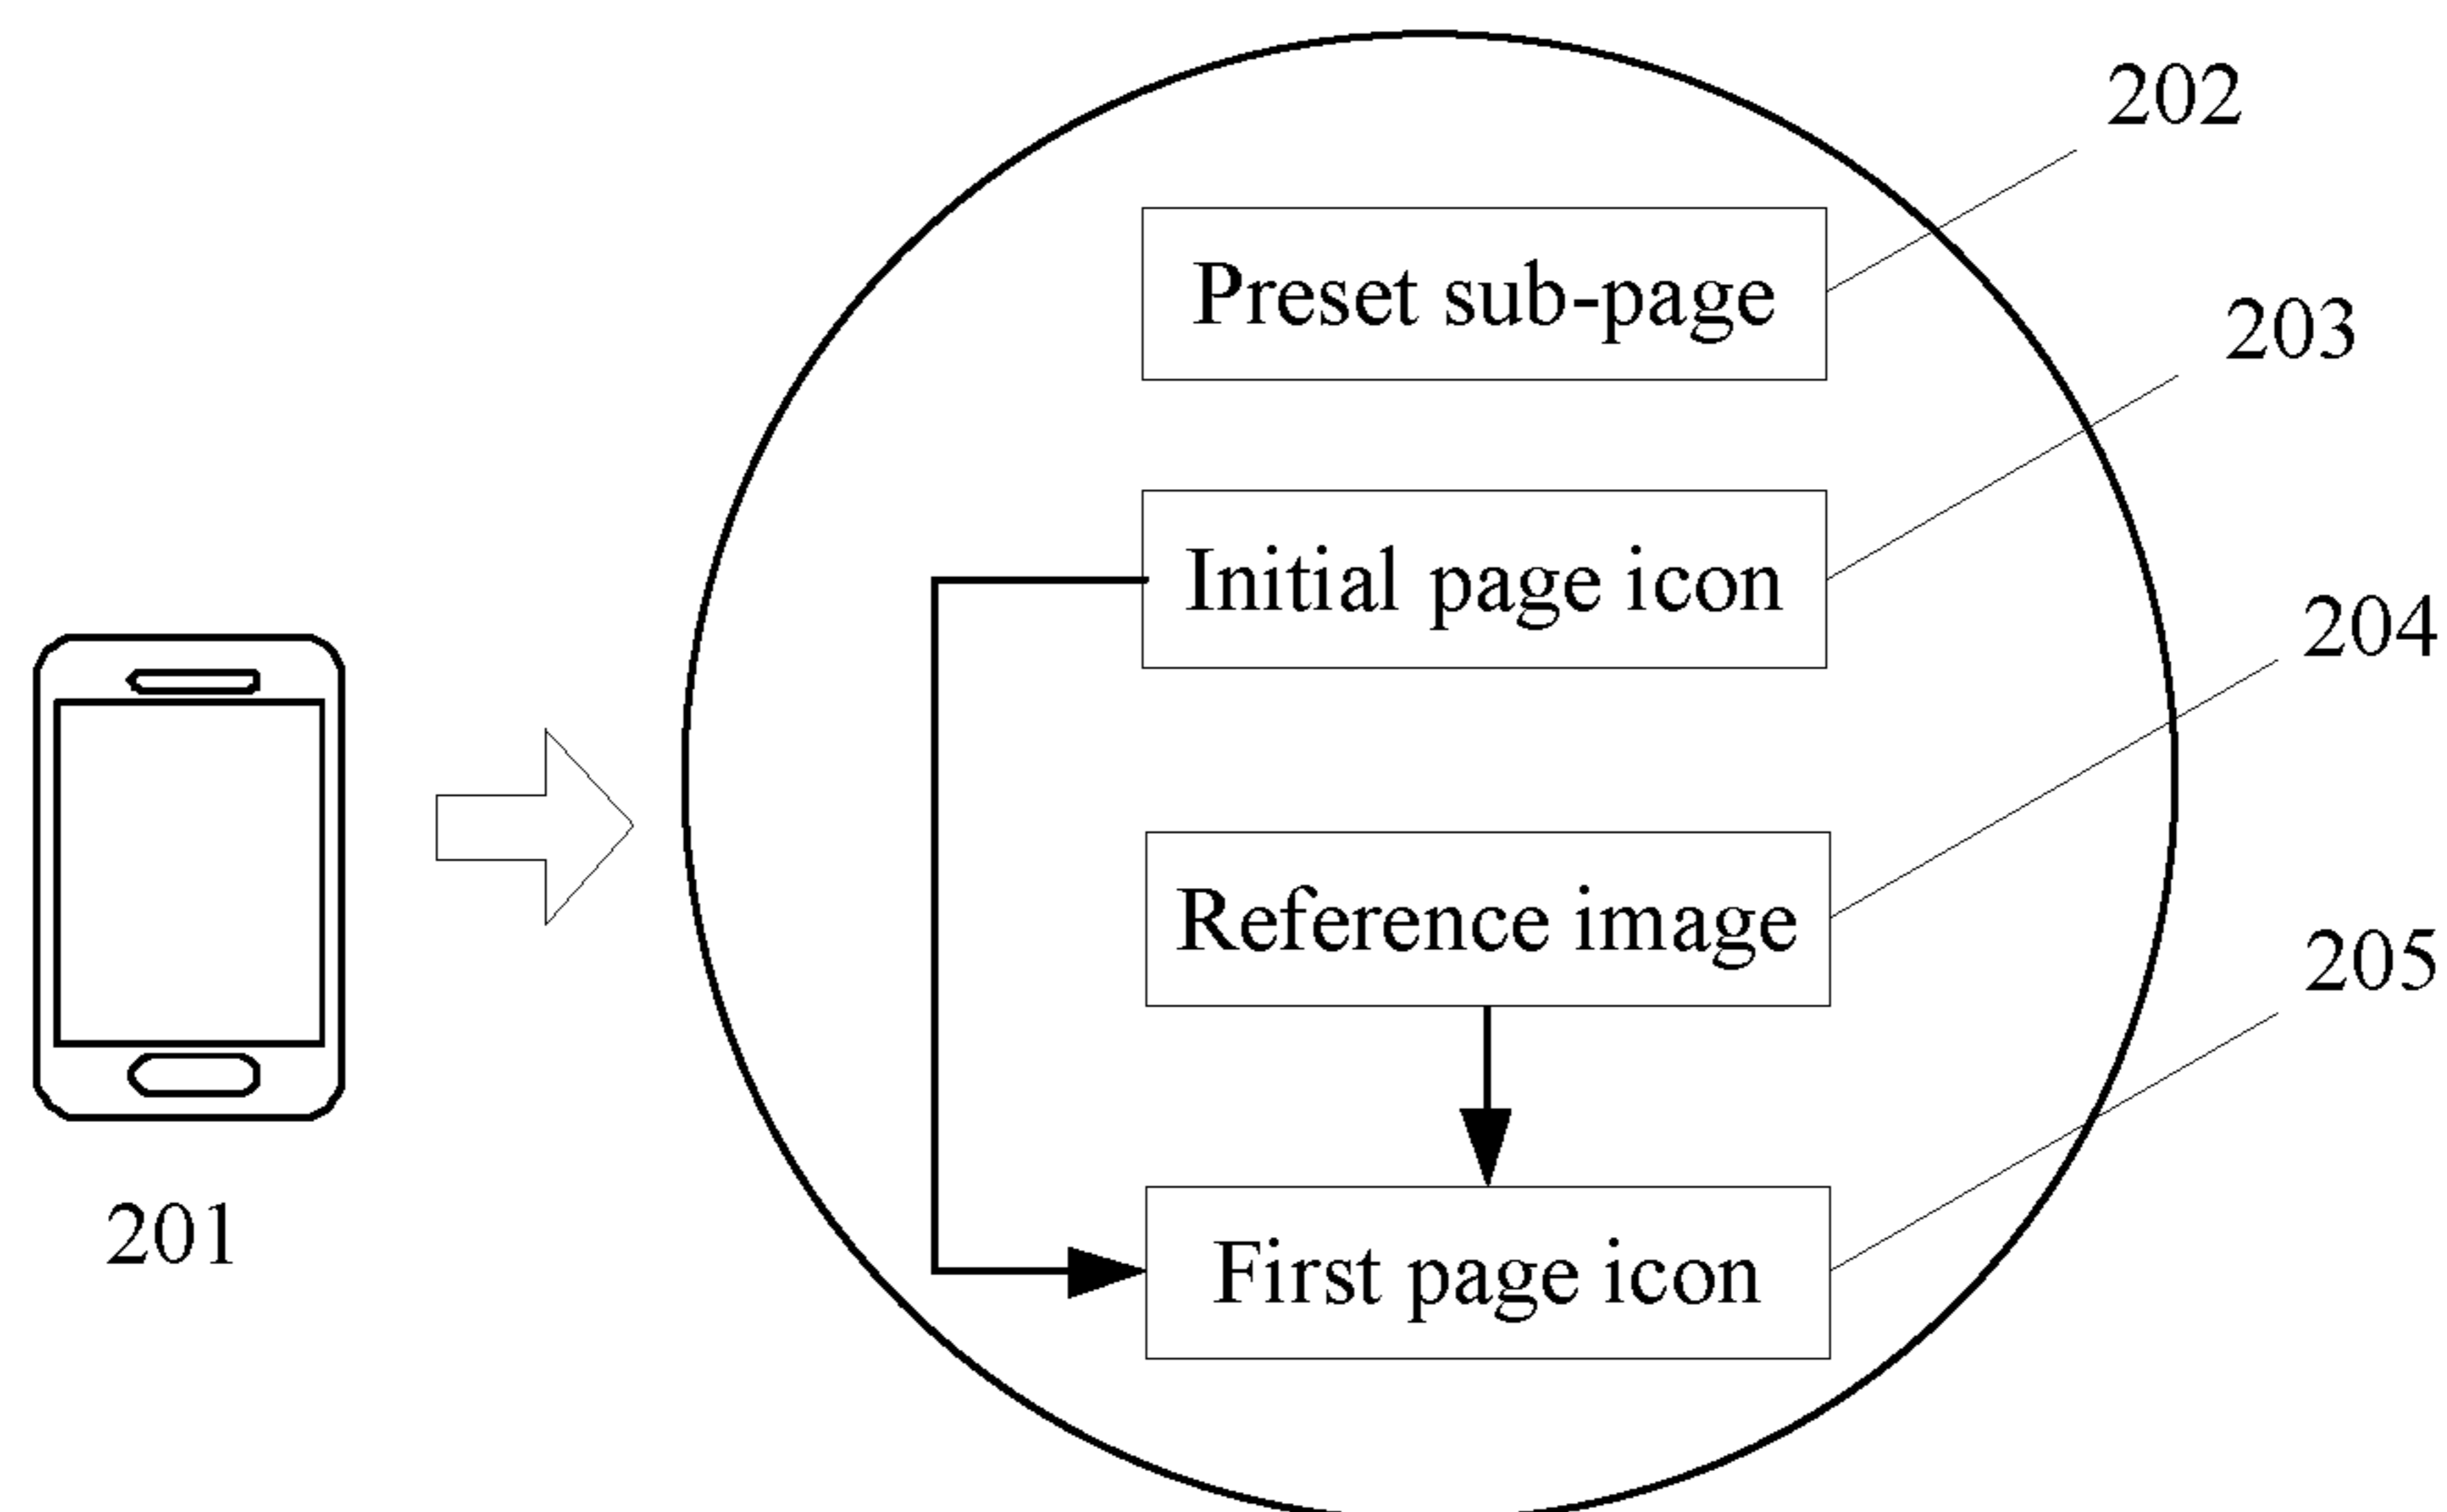 202
Preset sub-page
203
Initial page icon
204
Reference image
205
First page icon
201